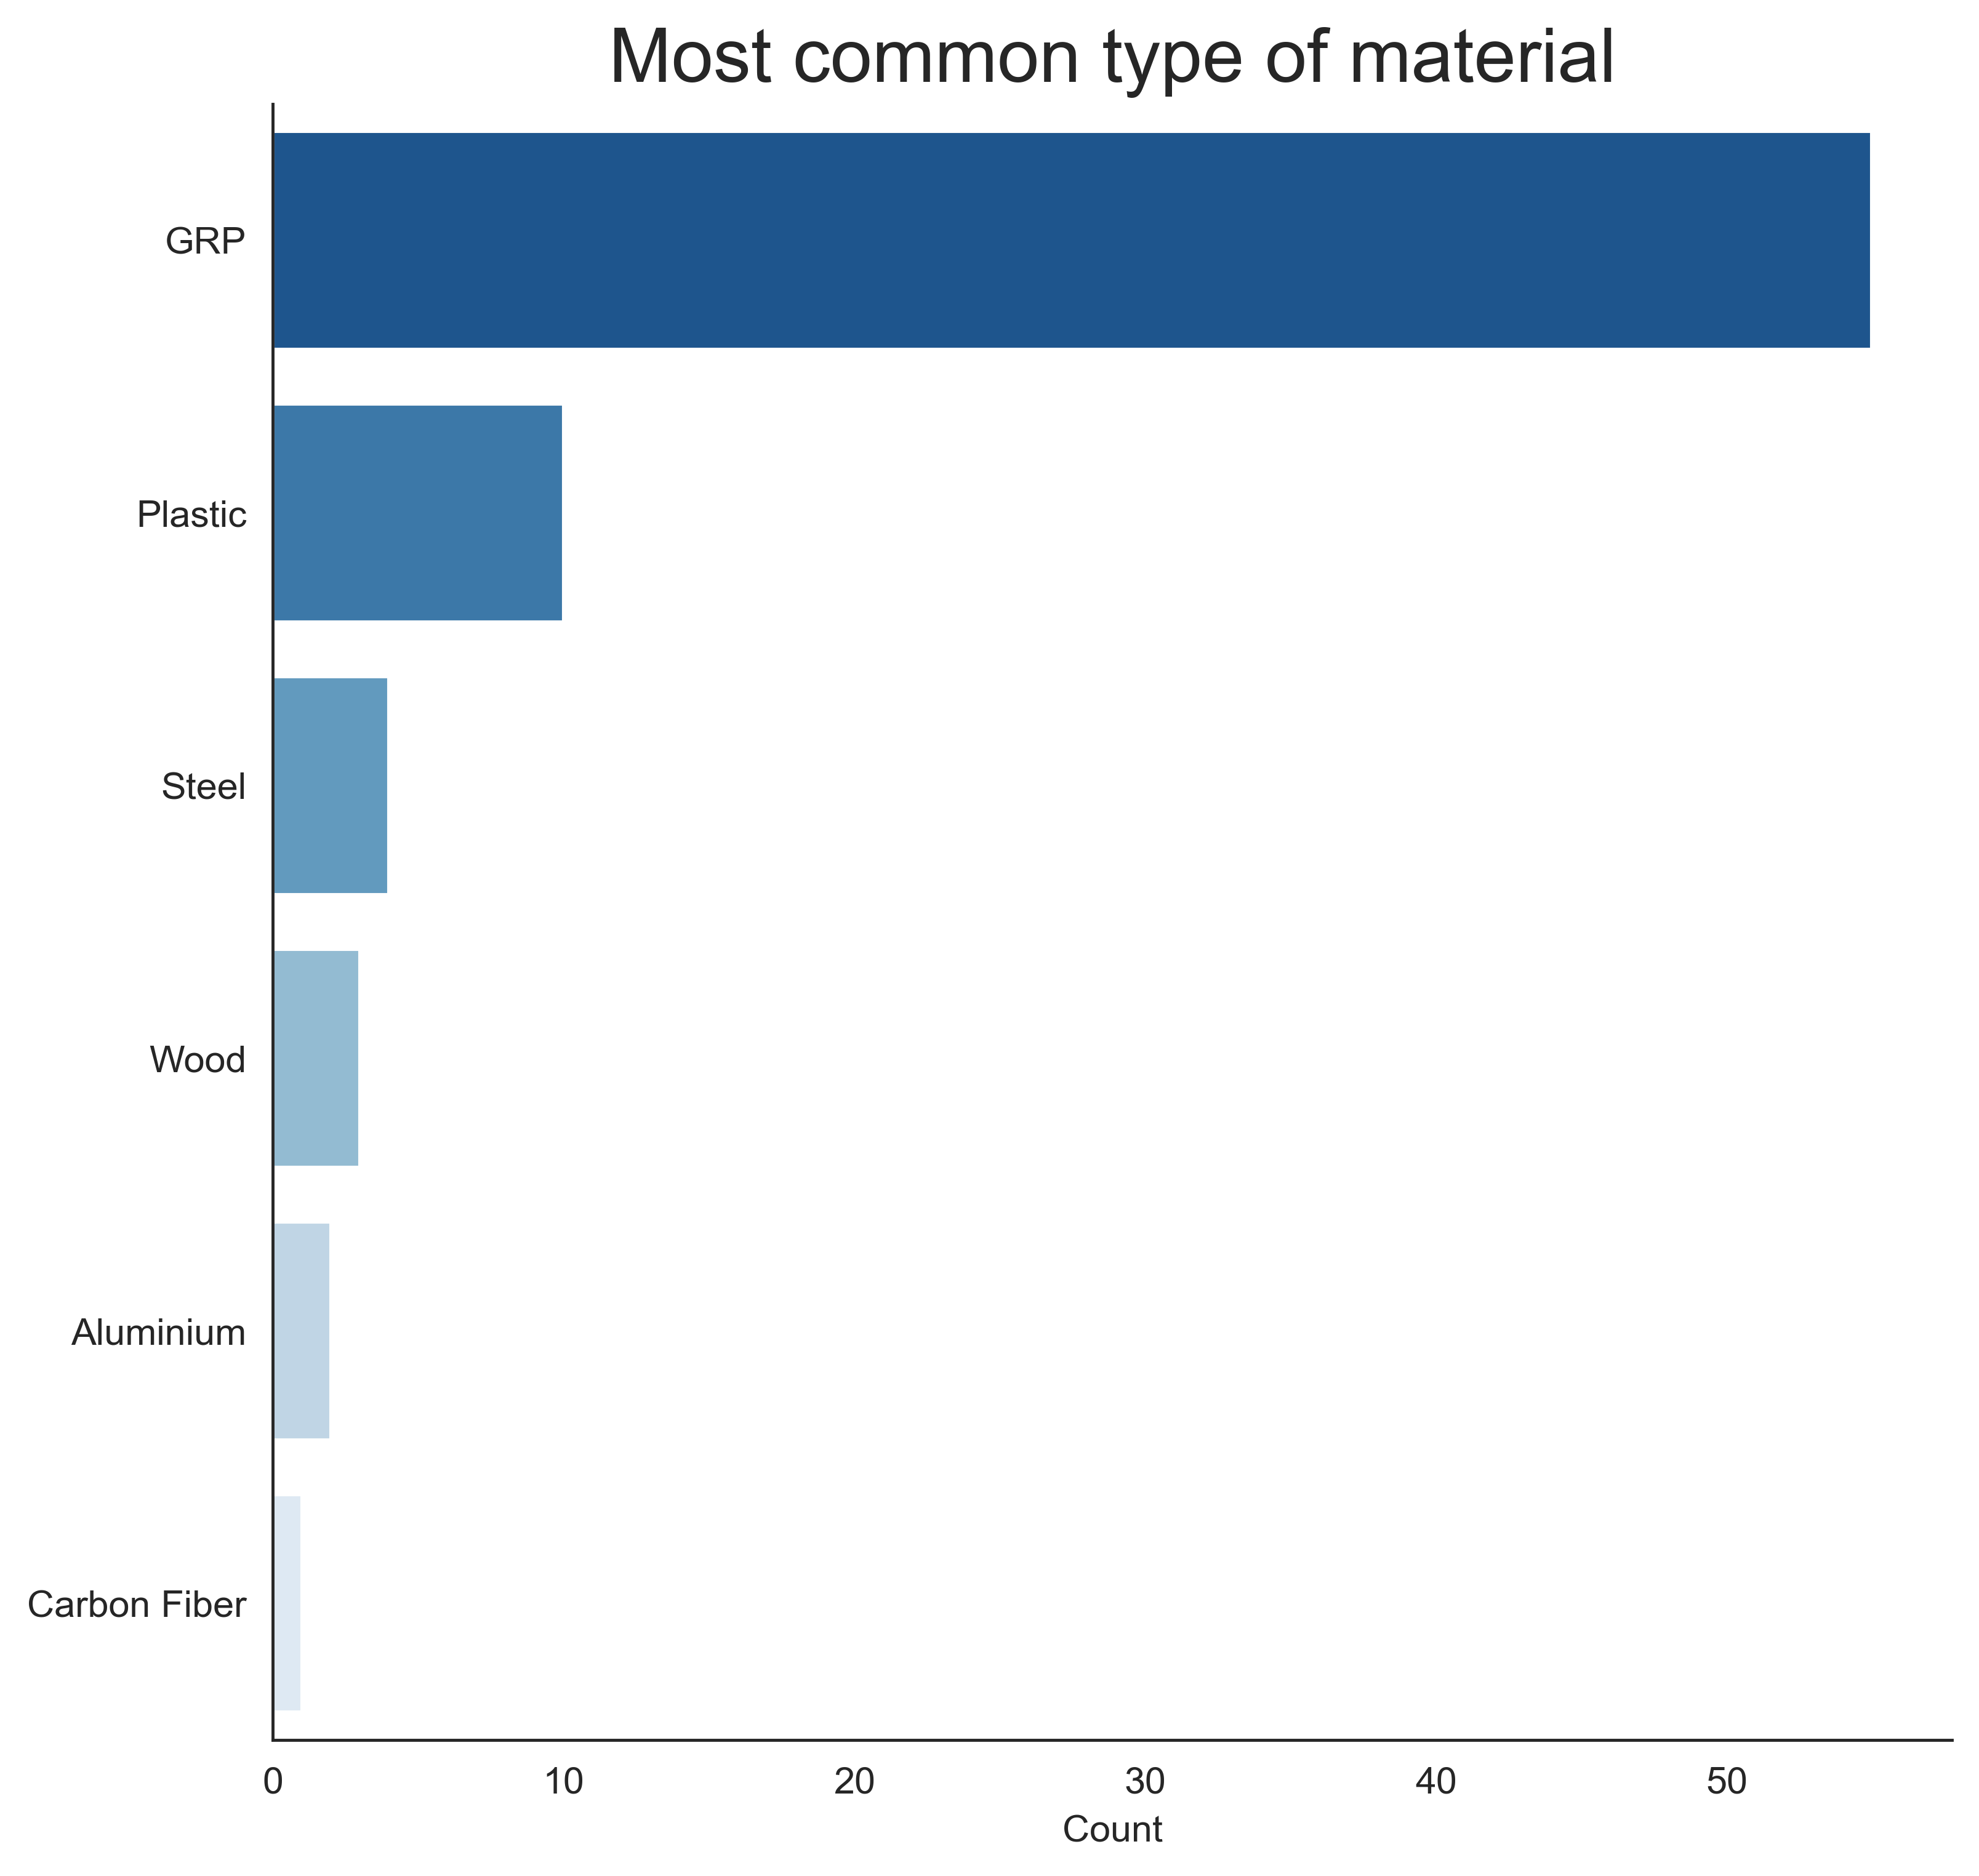 Most common type of material
GRP
Plastic
Steel
Wood
Aluminium
Carbon Fiber
0 10 20 30 40 50
Count